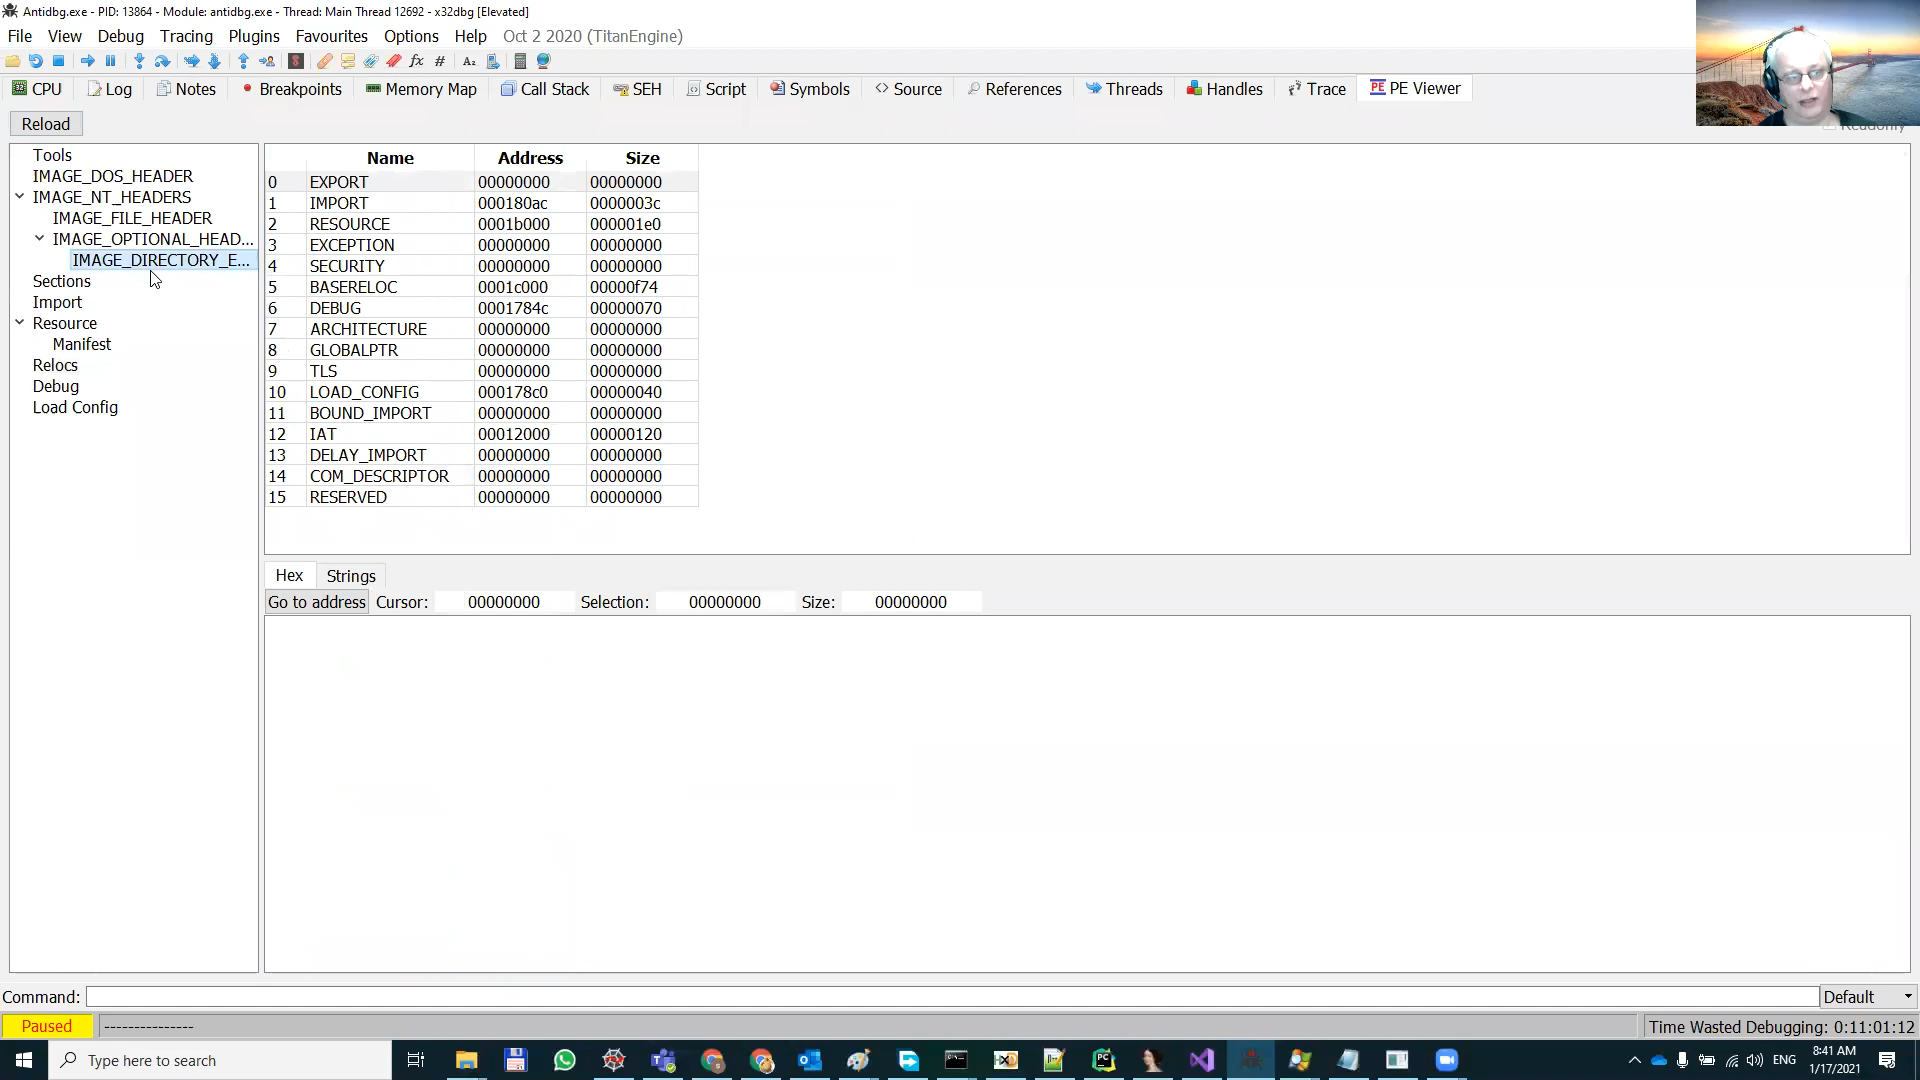 Antidbg.exe - PID: 13864 - Module: antidbg.exe - Thread: Main Thread 12692 - x32dbg [Elevated]
File View Debug Tracing Plugins Favourites Options Help Oct 2 2020 (TitanEngine)
CPU Log Notes Breakpoints Memory Map Call Stack SEH Script Symbols Source References Threads Handles Trace PE PE Viewer
Reload
Readonly
Tools
IMAGE_DOS_HEADER
IMAGE_NT_HEADERS
IMAGE_FILE_HEADER
IMAGE_OPTIONAL_HEAD...
IMAGE_DIRECTORY_E...
Sections
Import
Resource
Manifest
Relocs
Debug
Load Config
Name Address Size
0 EXPORT 00000000 00000000
1 IMPORT 000180ac 0000003c
2 RESOURCE 0001b000 000001e0
3 EXCEPTION 00000000 00000000
4 SECURITY 00000000 00000000
5 BASERELOC 0001c000 00000f74
6 DEBUG 0001784c 00000070
7 ARCHITECTURE 00000000 00000000
8 GLOBALPTR 00000000 00000000
9 TLS 00000000 00000000
10 LOAD_CONFIG 000178c0 00000040
11 BOUND_IMPORT 00000000 00000000
12 IAT 00012000 00000120
13 DELAY_IMPORT 00000000 00000000
14 COM_DESCRIPTOR 00000000 00000000
15 RESERVED 00000000 00000000
Hex Strings
Go to address Cursor: 00000000 Selection: 00000000 Size: 00000000
Command: Default
Paused --------------- Time Wasted Debugging: 0:11:01:12
Type here to search
ENG
8:41 AM
1/17/2021